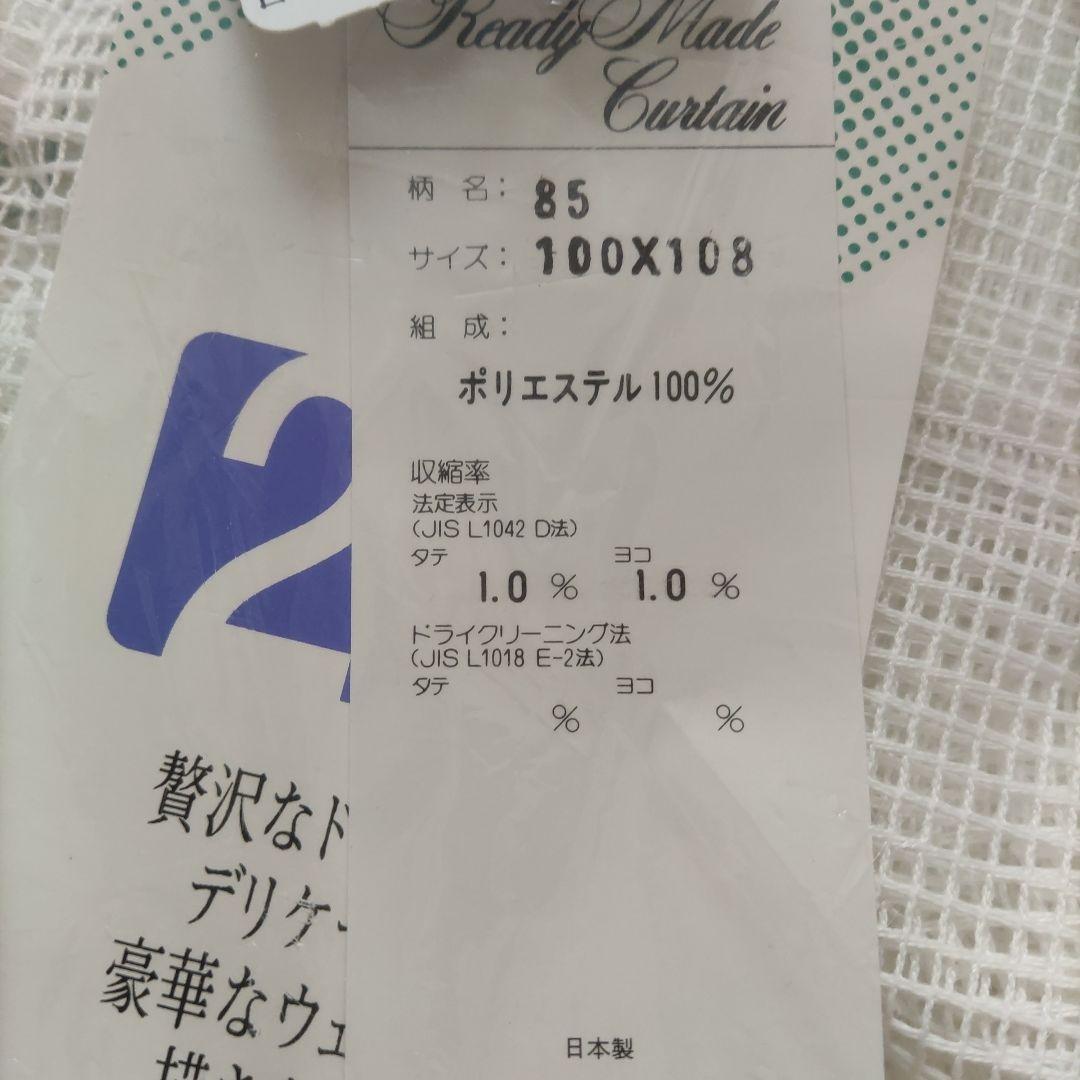 Ready Made
Curtain
柄 名: 85
サイズ: 100X108
組 成:
ポリエステル100%
収縮率
法定表示
(JIS L1042 D法)
タテ ヨコ
1.0 % 1.0 %
ドライクリーニング法
(JIS L1018 E-2法)
タテ ヨコ
% %
日本製
贅沢なド
デリケー
豪華なウェ